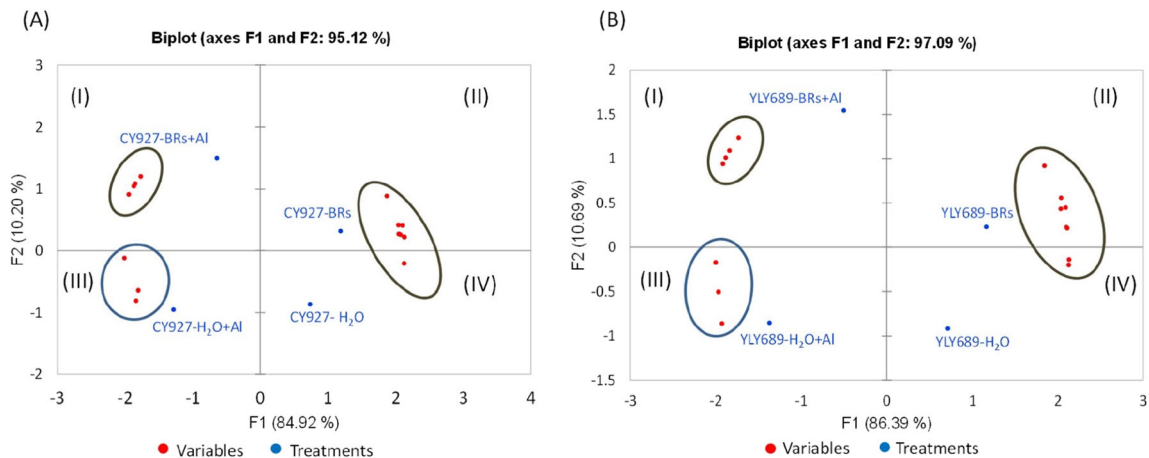 (A)
Biplot (axes F1 and F2: 95.12 %)
3
2
1
0
-1
-2
F2 (10.20 %)
(I)
(II)
(III)
(IV)
CY927-BRs+Al
CY927-BRs
CY927-H₂O+Al
CY927- H₂O
-3
-2
-1
0
1
2
3
4
F1 (84.92 %)
Variables
Treatments
(B)
Biplot (axes F1 and F2: 97.09 %)
2
1.5
1
0.5
0
-0.5
-1
-1.5
F2 (10.69 %)
(I)
(II)
(III)
(IV)
YLY689-BRs+Al
YLY689-BRs
YLY689-H₂O+Al
YLY689-H₂O
-3
-2
-1
0
1
2
3
F1 (86.39 %)
Variables
Treatments